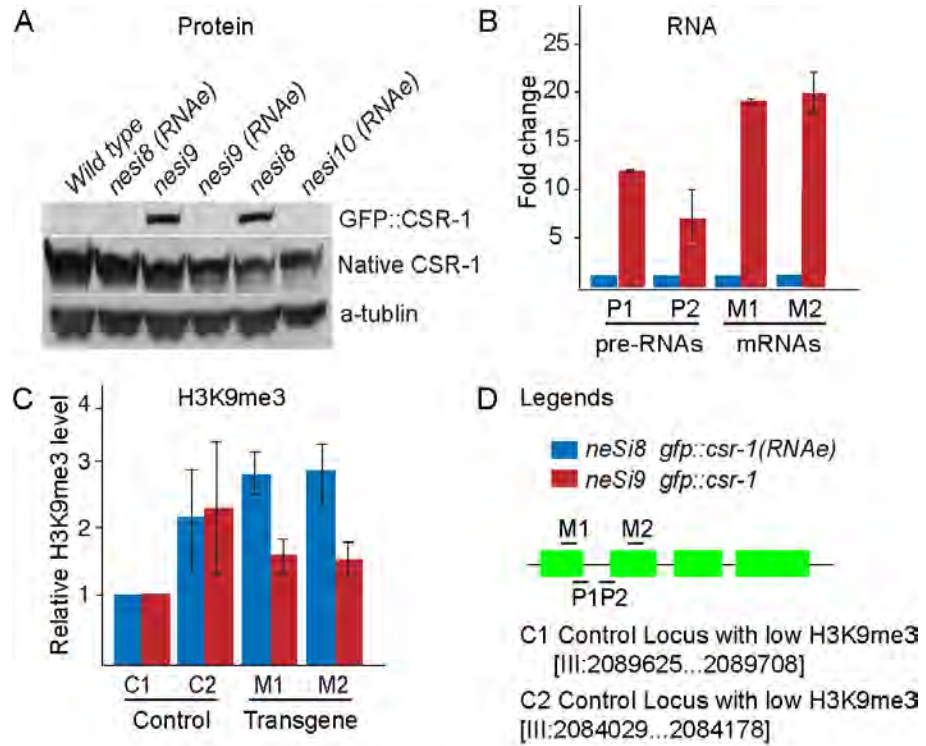 A
Protein
Wild type
nesi8 (RNAe)
nesi9
nesi9 (RNAe)
nesi8
nesi10 (RNAe)
GFP::CSR-1
Native CSR-1
a-tublin
B
RNA
Fold change
25
20
15
10
5
P1 P2 M1 M2
pre-RNAs mRNAs
C
H3K9me3
Relative H3K9me3 level
4
3
2
1
C1 C2 M1 M2
Control Transgene
D Legends
neSi8 gfp::csr-1(RNAe)
neSi9 gfp::csr-1
M1 M2
P1 P2
C1 Control Locus with low H3K9me3
[III:2089625...2089708]
C2 Control Locus with low H3K9me3
[III:2084029...2084178]